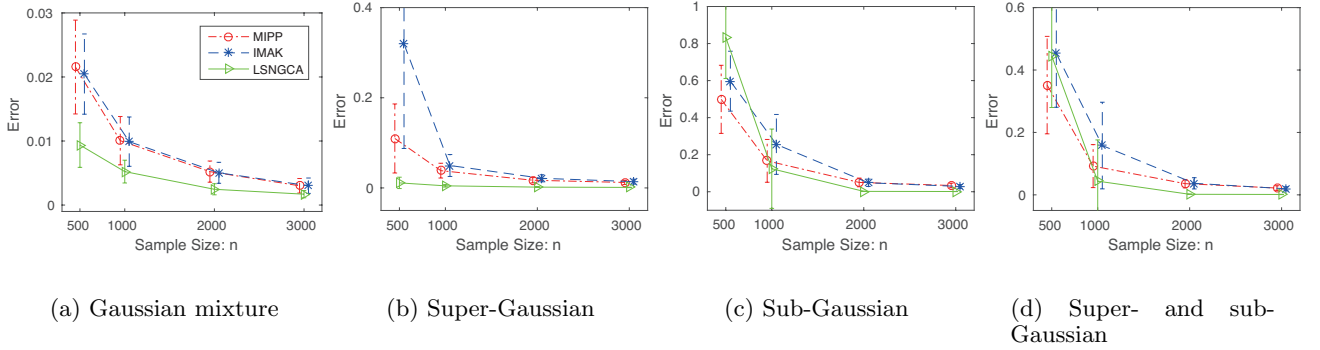 0.03
0.02
0.01
0
Error
500 1000 2000 3000
Sample Size: n
MIPP
IMAK
LSNGCA
0.4
0.2
0
Error
500 1000 2000 3000
Sample Size: n
1
0.8
0.6
0.4
0.2
0
Error
500 1000 2000 3000
Sample Size: n
0.6
0.4
0.2
0
Error
500 1000 2000 3000
Sample Size: n
(a) Gaussian mixture
(b) Super-Gaussian
(c) Sub-Gaussian
(d) Super- and sub-
Gaussian